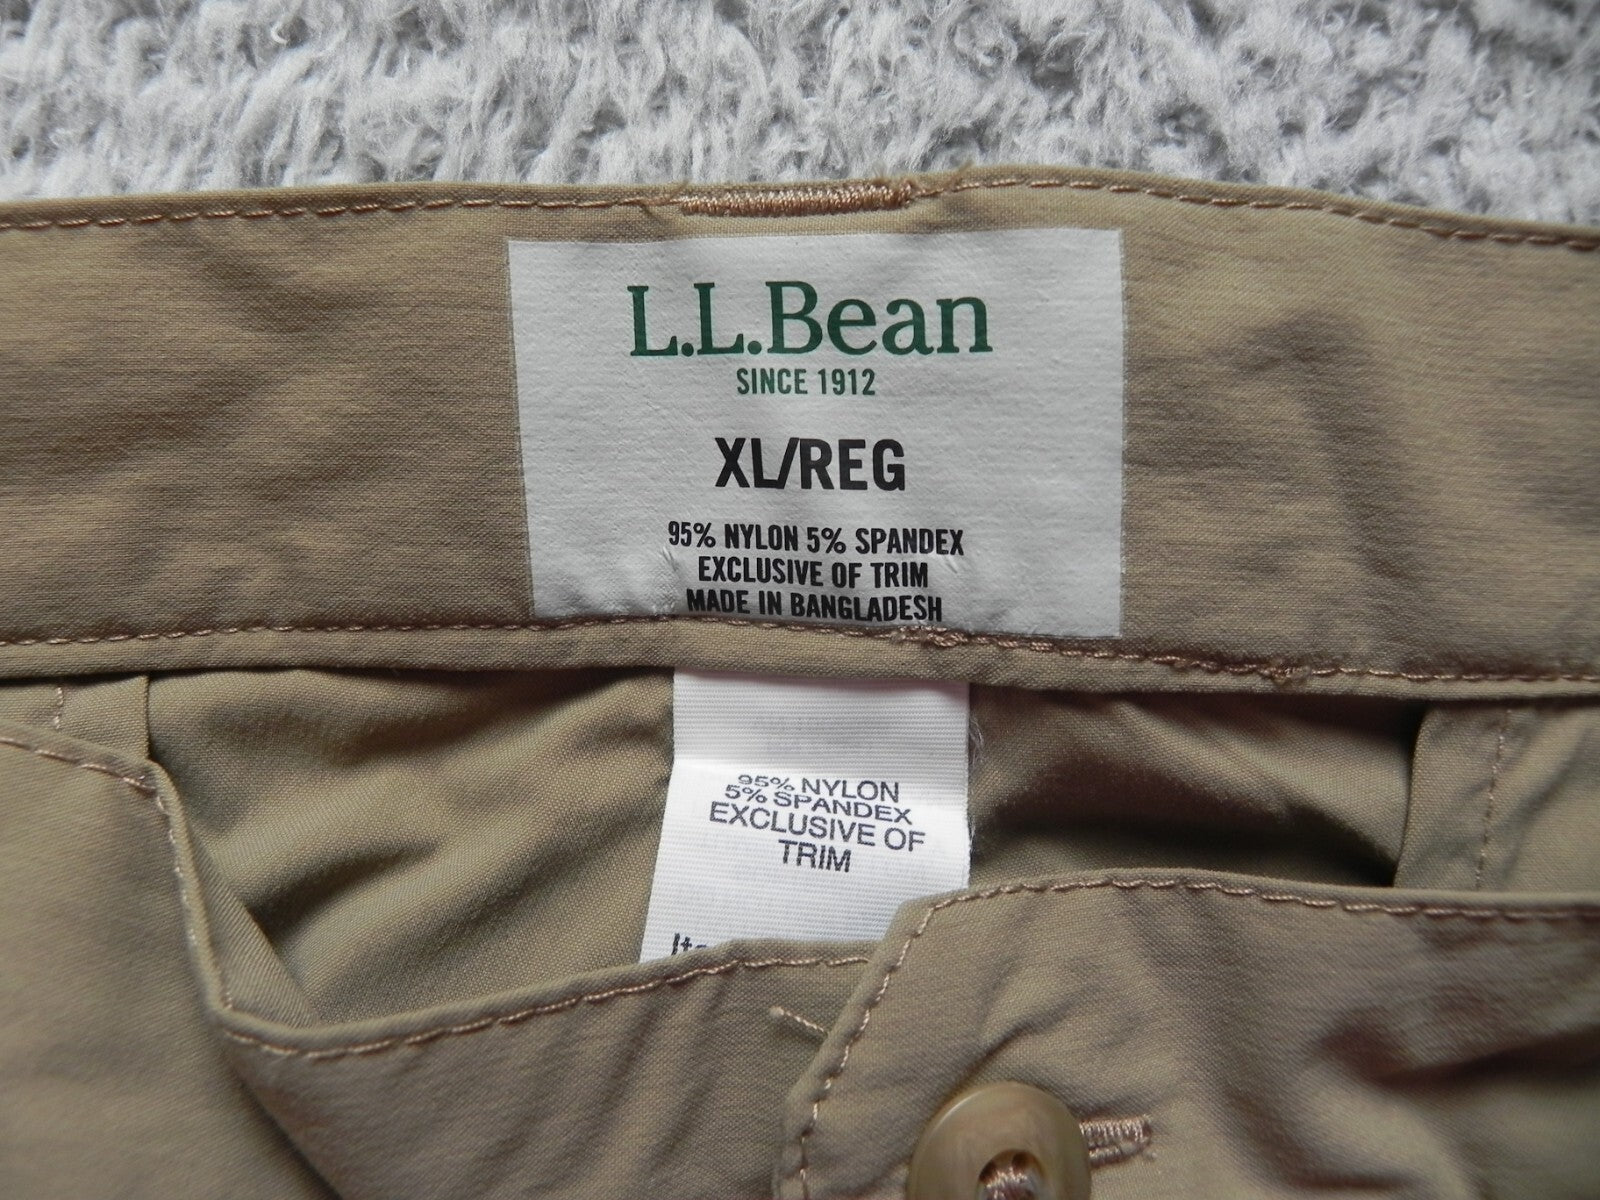 L.L.Bean
SINCE 1912
XL/REG
95% NYLON 5% SPANDEX
EXCLUSIVE OF TRIM
MADE IN BANGLADESH
95% NYLON
5% SPANDEX
EXCLUSIVE OF
TRIM